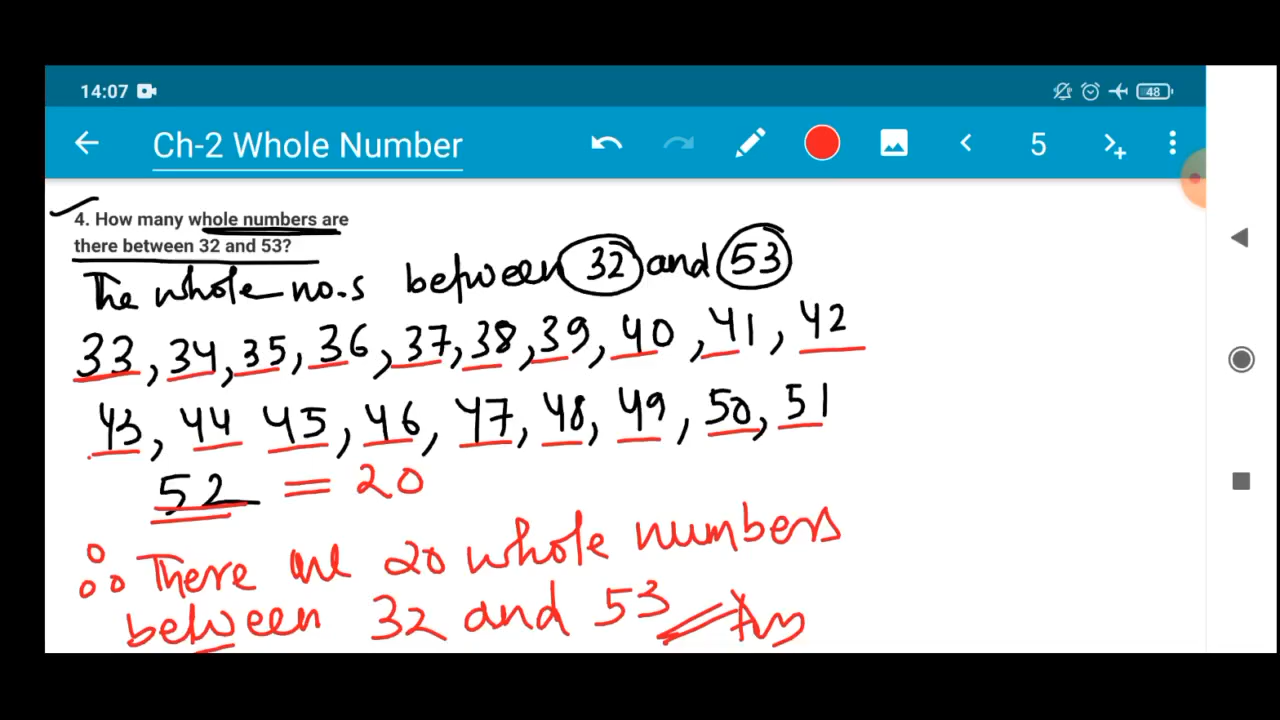 14:07
48
Ch-2 Whole Number
5
4. How many whole numbers are
there between 32 and 53?
The whole no.s between 32 and 53
33, 34, 35, 36, 37, 38, 39, 40, 41, 42
43, 44 45, 46, 47, 48, 49, 50, 51
52 = 20
∴ There are 20 whole numbers
between 32 and 53 Ans